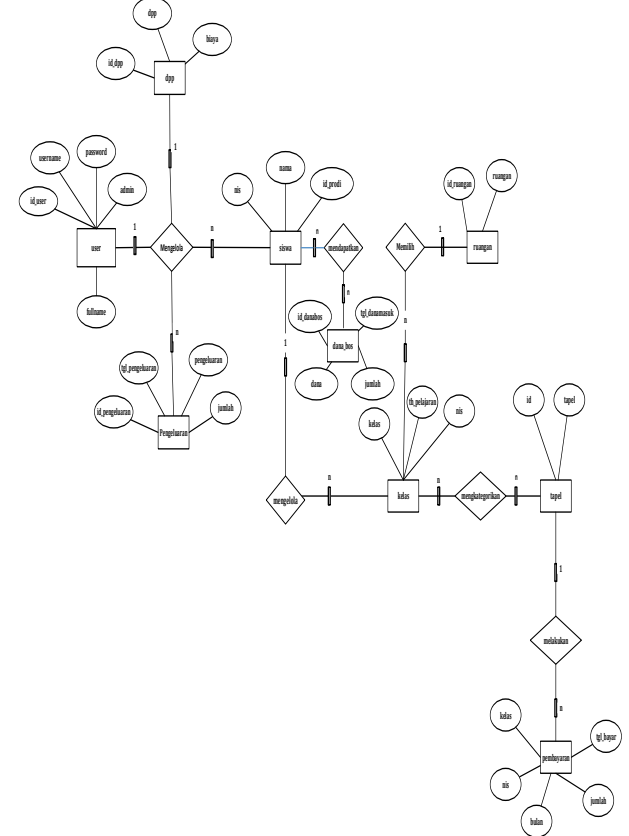 dpp
biaya
id_dpp
dpp
1
password
username
admin
id_user
nama
nis
id_prodi
ruangan
id_ruangan
1
n
n
1
user
Mengelola
siswa
mendapatkan
Memilih
ruangan
n
id_danabos
tgl_danamasuk
fullname
n
n
1
dana_bos
pengeluaran
tgl_pengeluaran
dana
jumlah
id_pengeluaran
jumlah
th_pelajaran
nis
kelas
id
tapel
Pengeluaran
n
n
n
mengelola
kelas
mengkategorikan
tapel
1
melakukan
n
kelas
tgl_bayar
pembayaran
nis
jumlah
bulan